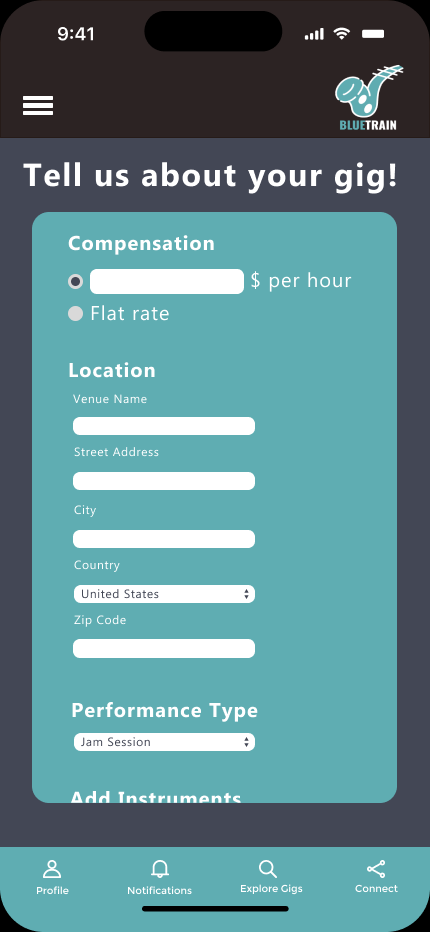 9:41
BLUETRAIN
Tell us about your gig!
Compensation
$ per hour
Flat rate
Location
Venue Name
Street Address
City
Country
United States
Zip Code
Performance Type
Jam Session
Add Instruments
Profile
Notifications
Explore Gigs
Connect